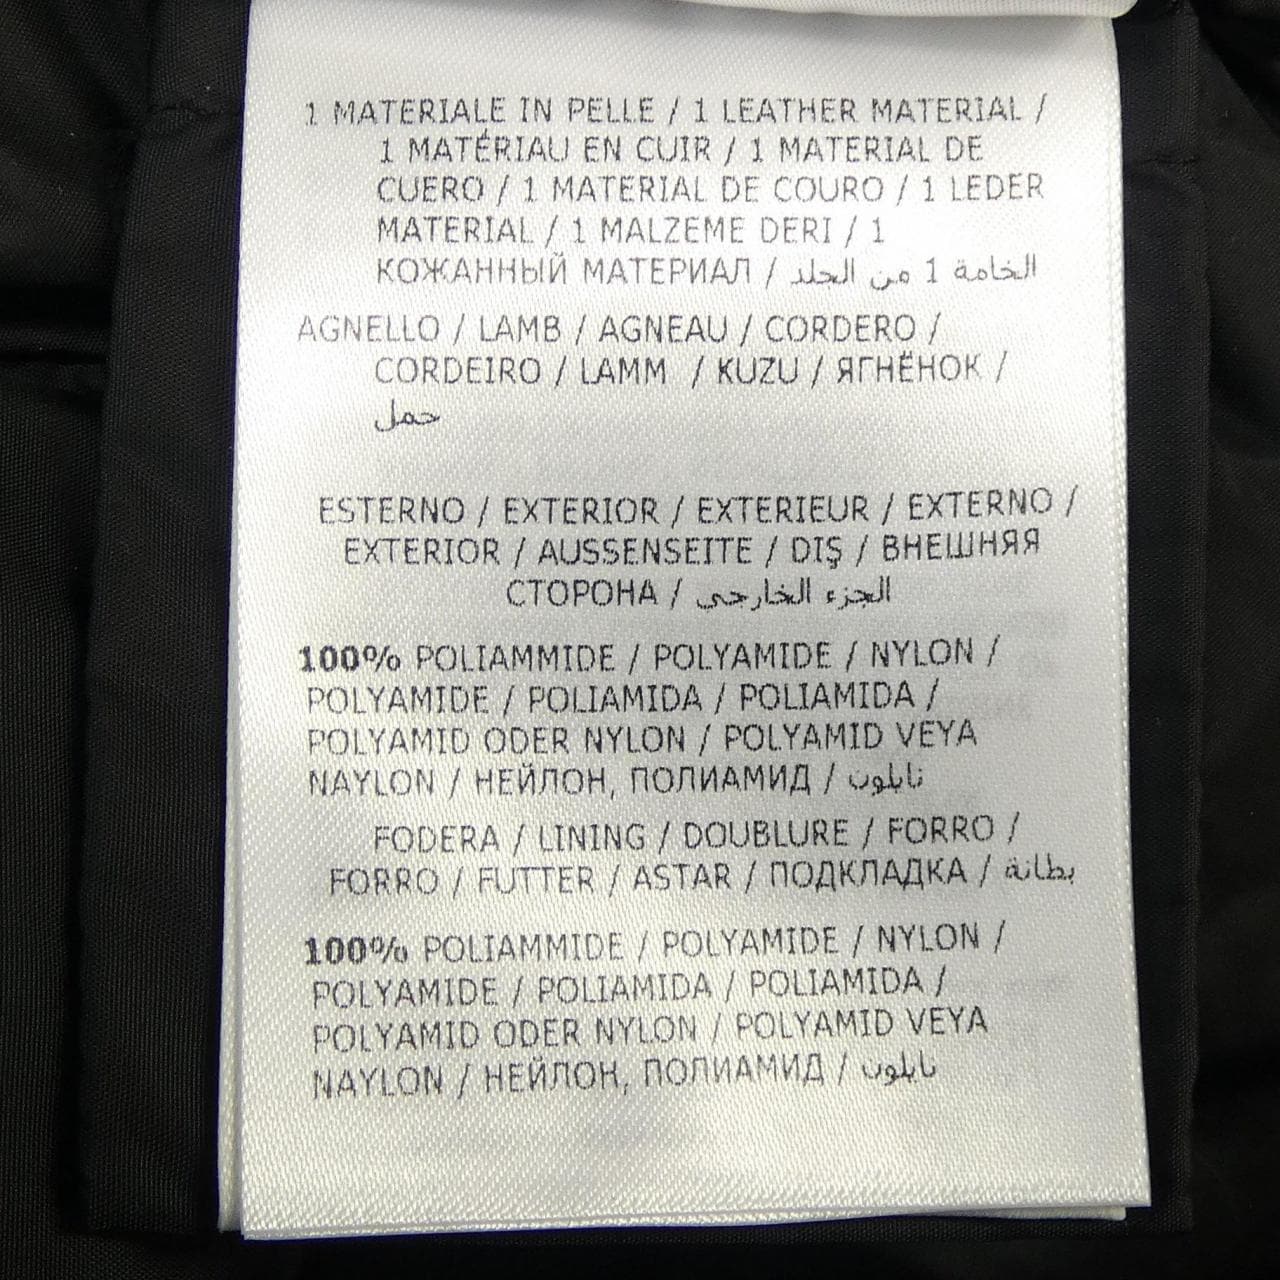 1 MATERIALE IN PELLE / 1 LEATHER MATERIAL /
1 MATÉRIAU EN CUIR / 1 MATERIAL DE
CUERO / 1 MATERIAL DE COURO / 1 LEDER
MATERIAL / 1 MALZEME DERI / 1
КОЖАННЫЙ МАТЕРИАЛ / الخامة 1 من الجلد
AGNELLO / LAMB / AGNEAU / CORDERO /
CORDEIRO / LAMM / KUZU / ЯГНЁНОК /
حمل
ESTERNO / EXTERIOR / EXTERIEUR / EXTERNO /
EXTERIOR / AUSSENSEITE / DIŞ / ВНЕШНЯЯ
СТОРОНА / الجزء الخارجي
100% POLIAMMIDE / POLYAMIDE / NYLON /
POLYAMIDE / POLIAMIDA / POLIAMIDA /
POLYAMID ODER NYLON / POLYAMID VEYA
NAYLON / НЕЙЛОН, ПОЛИАМИД / نايلون
FODERA / LINING / DOUBLURE / FORRO /
FORRO / FUTTER / ASTAR / ПОДКЛАДКА / بطانة
100% POLIAMMIDE / POLYAMIDE / NYLON /
POLYAMIDE / POLIAMIDA / POLIAMIDA /
POLYAMID ODER NYLON / POLYAMID VEYA
NAYLON / НЕЙЛОН, ПОЛИАМИД / نايلون